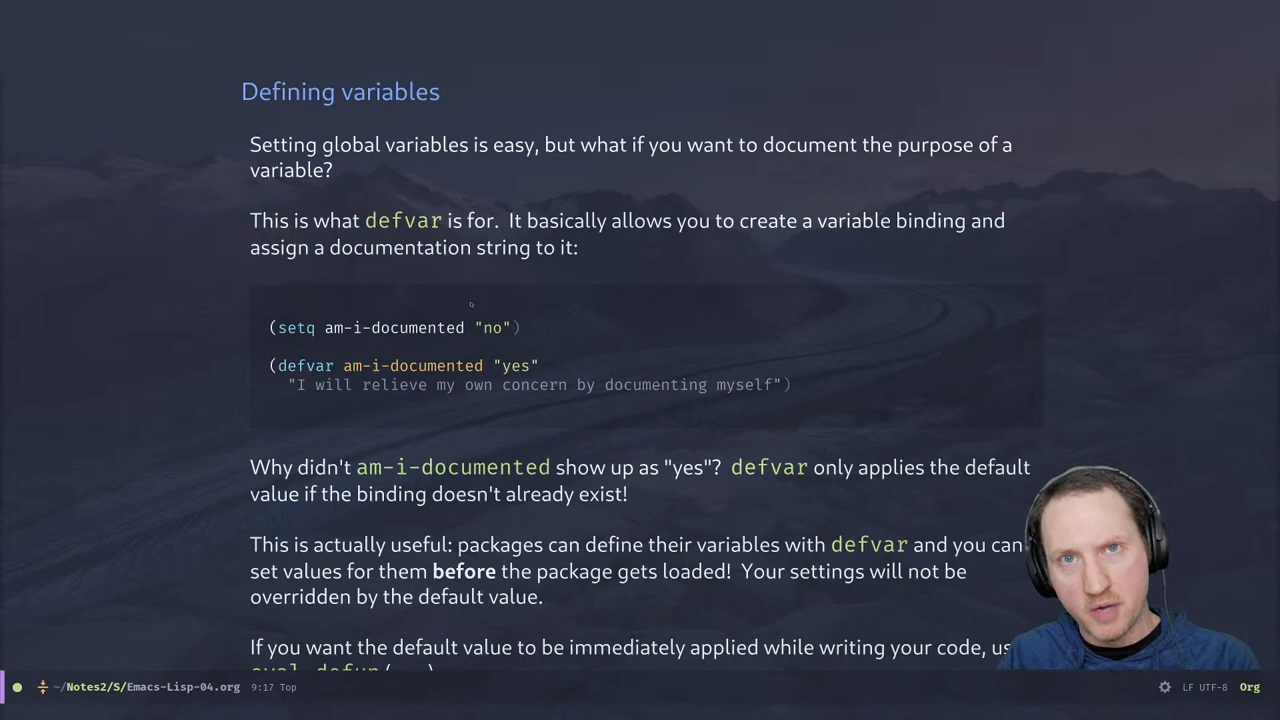 Defining variables
Setting global variables is easy, but what if you want to document the purpose of a
variable?
This is what defvar is for.  It basically allows you to create a variable binding and
assign a documentation string to it:
(setq am-i-documented "no")
(defvar am-i-documented "yes"
"I will relieve my own concern by documenting myself")
Why didn't am-i-documented show up as "yes"?  defvar only applies the default
value if the binding doesn't already exist!
This is actually useful: packages can define their variables with defvar and you can
set values for them before the package gets loaded!  Your settings will not be
overridden by the default value.
If you want the default value to be immediately applied while writing your code, us
~/Notes2/S/Emacs-Lisp-04.org 9:17 Top LF UTF-8 Org